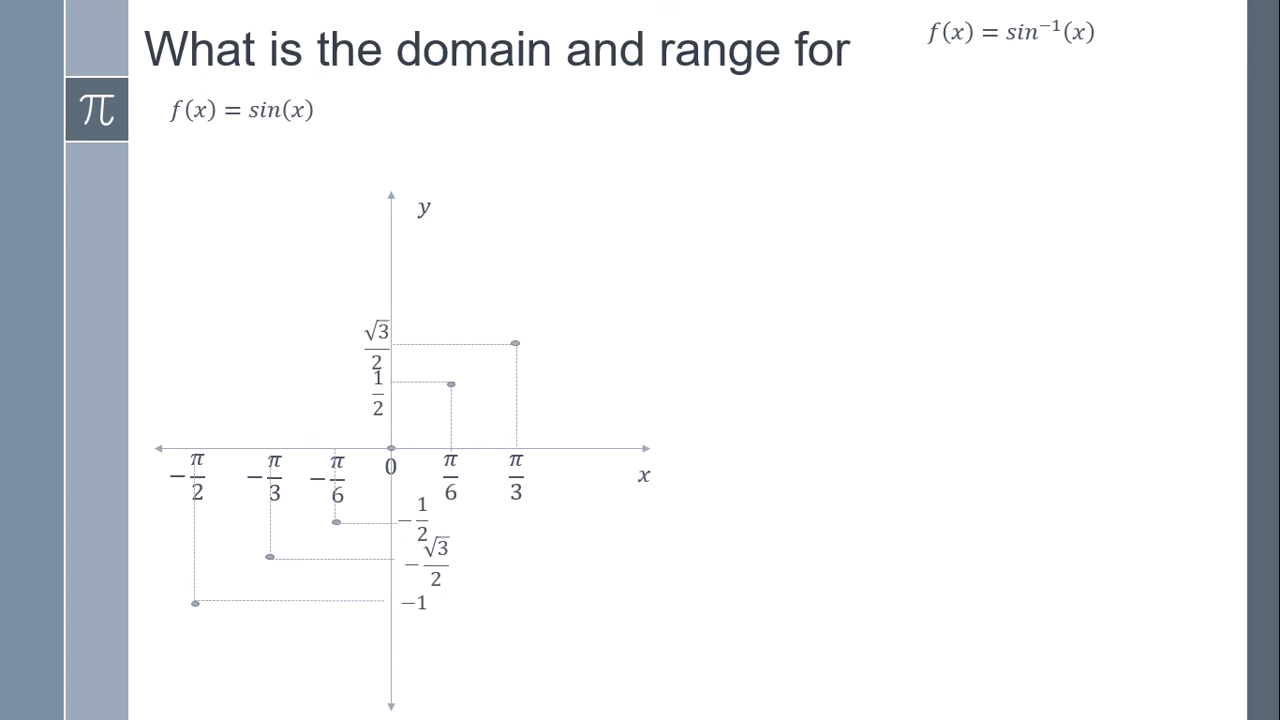 What is the domain and range for
f(x) = sin⁻¹(x)
π
f(x) = sin(x)
y
√3/2
1/2
−π/2 −π/3 −π/6 0 π/6 π/3 x
−1/2
−√3/2
−1